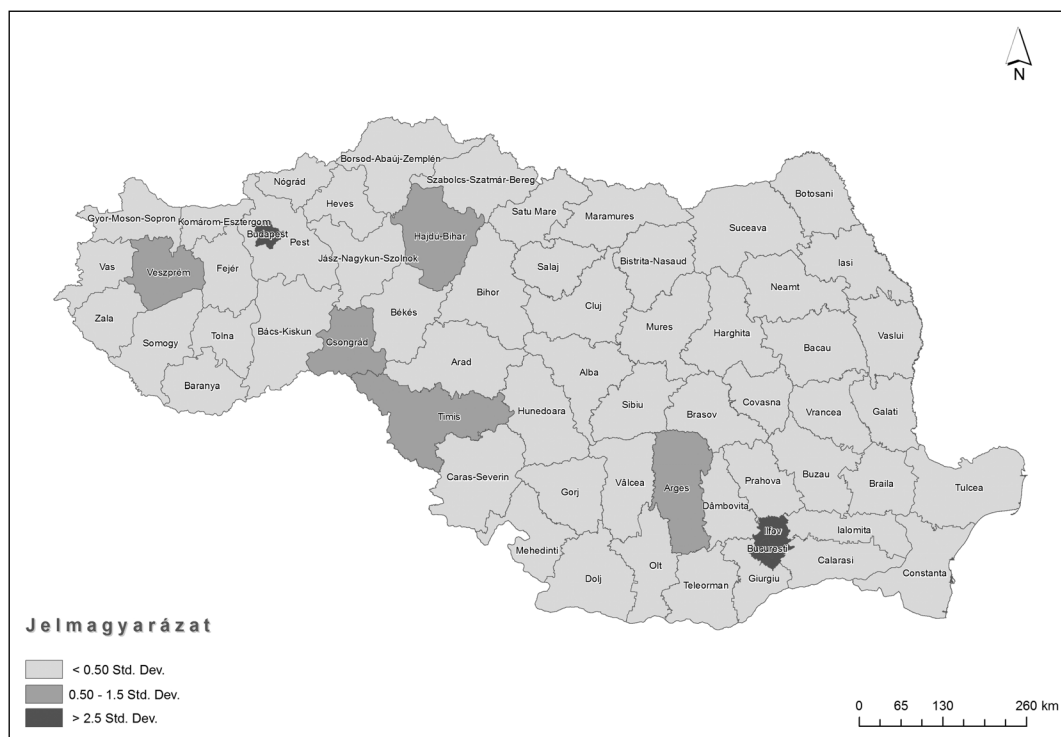 N
Borsod-Abaúj-Zemplén
Nógrád
Szabolcs-Szatmár-Bereg
Heves
Satu Mare
Maramures
Botosani
Gyor-Moson-Sopron
Komárom-Esztergom
Budapest
Pest
Hajdú-Bihar
Suceava
Jász-Nagykun-Szolnok
Bistrita-Nasaud
Iasi
Vas
Veszprém
Fejér
Salaj
Bihor
Cluj
Neamt
Zala
Somogy
Tolna
Bács-Kiskun
Csongrád
Békés
Mures
Harghita
Bacau
Vaslui
Baranya
Arad
Alba
Timis
Hunedoara
Sibiu
Brasov
Covasna
Vrancea
Galati
Caras-Severin
Gorj
Vâlcea
Arges
Dâmbovita
Prahova
Buzau
Braila
Tulcea
Ilfov
Ialomita
Mehedinti
Bucuresti
Calarasi
Constanta
Dolj
Olt
Teleorman
Giurgiu
Jelmagyarázat
< 0.50 Std. Dev.
0.50 - 1.5 Std. Dev.
> 2.5 Std. Dev.
0 65 130 260 km